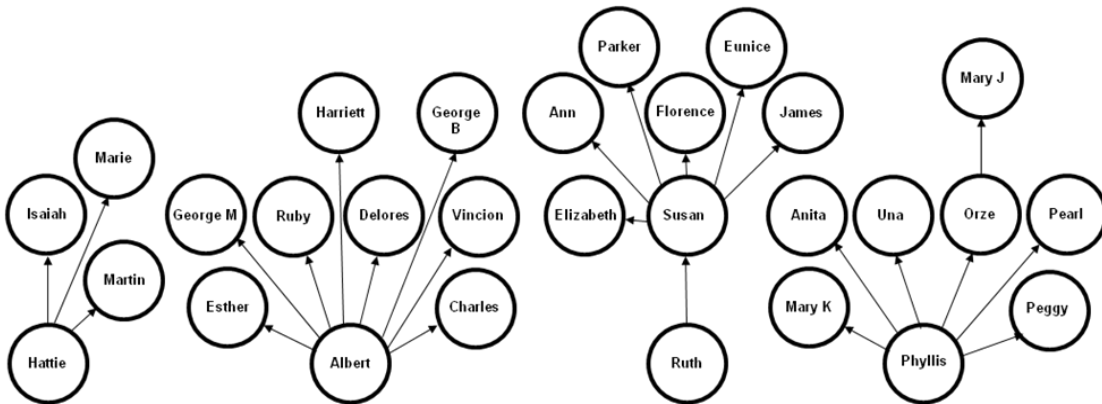 Parker
Eunice
Mary J
Harriett
George
B
Ann
Florence
James
Marie
Isaiah
George M
Ruby
Delores
Vincion
Elizabeth
Susan
Anita
Una
Orze
Pearl
Martin
Esther
Charles
Mary K
Peggy
Hattie
Albert
Ruth
Phyllis